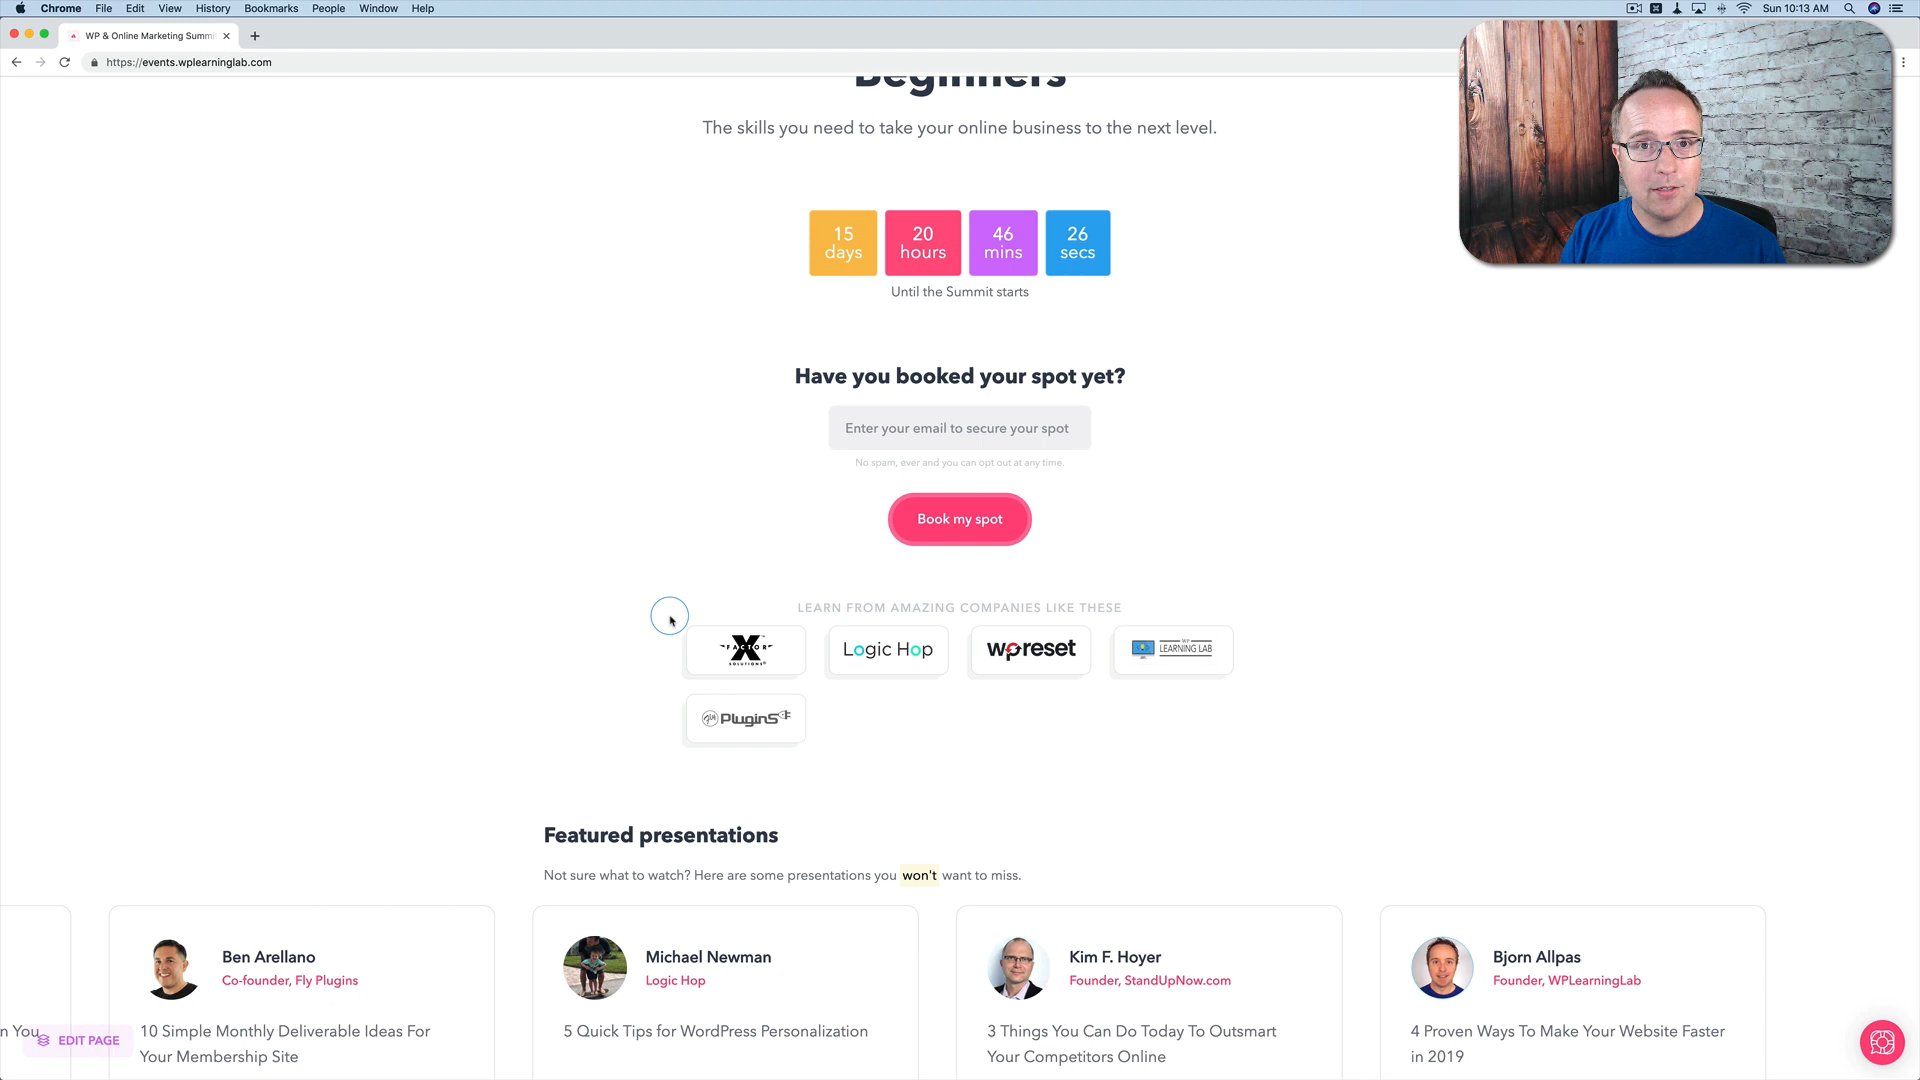 Chrome File Edit View History Bookmarks People Window Help
Sun 10:13 AM
WP & Online Marketing Summi
https://events.wplearninglab.com
Beginners
The skills you need to take your online business to the next level.
15 20 46 26
days hours mins secs
Until the Summit starts
Have you booked your spot yet?
Enter your email to secure your spot
No spam, ever and you can opt out at any time.
Book my spot
LEARN FROM AMAZING COMPANIES LIKE THESE
X FACTOR SOLUTIONS
Logic Hop
wpreset
WP LEARNING LAB
fly PluginS
Featured presentations
Not sure what to watch? Here are some presentations you won't want to miss.
Ben Arellano
Co-founder, Fly Plugins
10 Simple Monthly Deliverable Ideas For
Your Membership Site
Michael Newman
Logic Hop
5 Quick Tips for WordPress Personalization
Kim F. Hoyer
Founder, StandUpNow.com
3 Things You Can Do Today To Outsmart
Your Competitors Online
Bjorn Allpas
Founder, WPLearningLab
4 Proven Ways To Make Your Website Faster
in 2019
n You
EDIT PAGE